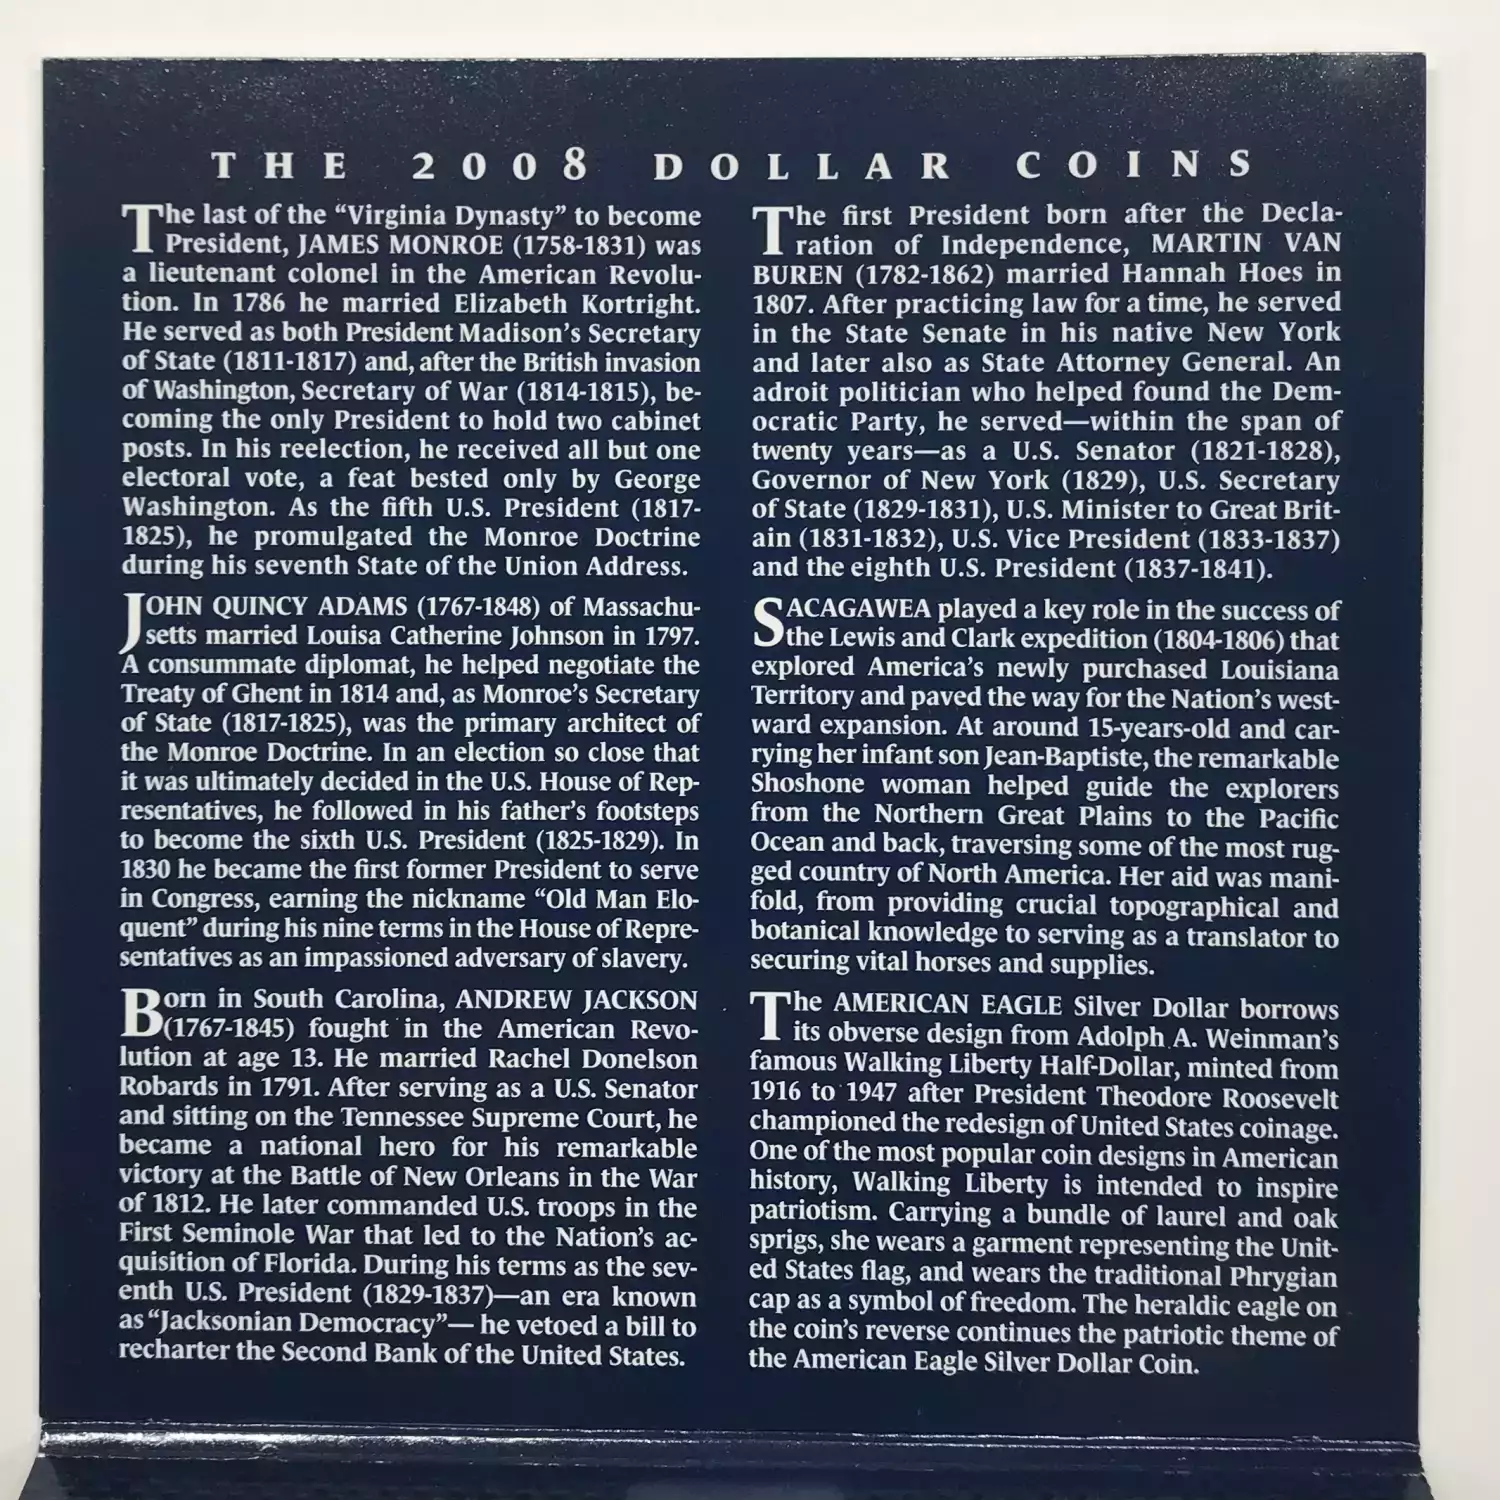 THE 2008 DOLLAR COINS
The last of the “Virginia Dynasty” to become
President, JAMES MONROE (1758-1831) was
a lieutenant colonel in the American Revolu-
tion. In 1786 he married Elizabeth Kortright.
He served as both President Madison’s Secretary
of State (1811-1817) and, after the British invasion
of Washington, Secretary of War (1814-1815), be-
coming the only President to hold two cabinet
posts. In his reelection, he received all but one
electoral vote, a feat bested only by George
Washington. As the fifth U.S. President (1817-
1825), he promulgated the Monroe Doctrine
during his seventh State of the Union Address.
JOHN QUINCY ADAMS (1767-1848) of Massachu-
setts married Louisa Catherine Johnson in 1797.
A consummate diplomat, he helped negotiate the
Treaty of Ghent in 1814 and, as Monroe’s Secretary
of State (1817-1825), was the primary architect of
the Monroe Doctrine. In an election so close that
it was ultimately decided in the U.S. House of Rep-
resentatives, he followed in his father’s footsteps
to become the sixth U.S. President (1825-1829). In
1830 he became the first former President to serve
in Congress, earning the nickname “Old Man Elo-
quent” during his nine terms in the House of Repre-
sentatives as an impassioned adversary of slavery.
Born in South Carolina, ANDREW JACKSON
(1767-1845) fought in the American Revo-
lution at age 13. He married Rachel Donelson
Robards in 1791. After serving as a U.S. Senator
and sitting on the Tennessee Supreme Court, he
became a national hero for his remarkable
victory at the Battle of New Orleans in the War
of 1812. He later commanded U.S. troops in the
First Seminole War that led to the Nation’s ac-
quisition of Florida. During his terms as the sev-
enth U.S. President (1829-1837)—an era known
as “Jacksonian Democracy”— he vetoed a bill to
recharter the Second Bank of the United States.
The first President born after the Decla-
ration of Independence, MARTIN VAN
BUREN (1782-1862) married Hannah Hoes in
1807. After practicing law for a time, he served
in the State Senate in his native New York
and later also as State Attorney General. An
adroit politician who helped found the Dem-
ocratic Party, he served—within the span of
twenty years—as a U.S. Senator (1821-1828),
Governor of New York (1829), U.S. Secretary
of State (1829-1831), U.S. Minister to Great Brit-
ain (1831-1832), U.S. Vice President (1833-1837)
and the eighth U.S. President (1837-1841).
SACAGAWEA played a key role in the success of
the Lewis and Clark expedition (1804-1806) that
explored America’s newly purchased Louisiana
Territory and paved the way for the Nation’s west-
ward expansion. At around 15-years-old and car-
rying her infant son Jean-Baptiste, the remarkable
Shoshone woman helped guide the explorers
from the Northern Great Plains to the Pacific
Ocean and back, traversing some of the most rug-
ged country of North America. Her aid was mani-
fold, from providing crucial topographical and
botanical knowledge to serving as a translator to
securing vital horses and supplies.
The AMERICAN EAGLE Silver Dollar borrows
its obverse design from Adolph A. Weinman’s
famous Walking Liberty Half-Dollar, minted from
1916 to 1947 after President Theodore Roosevelt
championed the redesign of United States coinage.
One of the most popular coin designs in American
history, Walking Liberty is intended to inspire
patriotism. Carrying a bundle of laurel and oak
sprigs, she wears a garment representing the Unit-
ed States flag, and wears the traditional Phrygian
cap as a symbol of freedom. The heraldic eagle on
the coin’s reverse continues the patriotic theme of
the American Eagle Silver Dollar Coin.